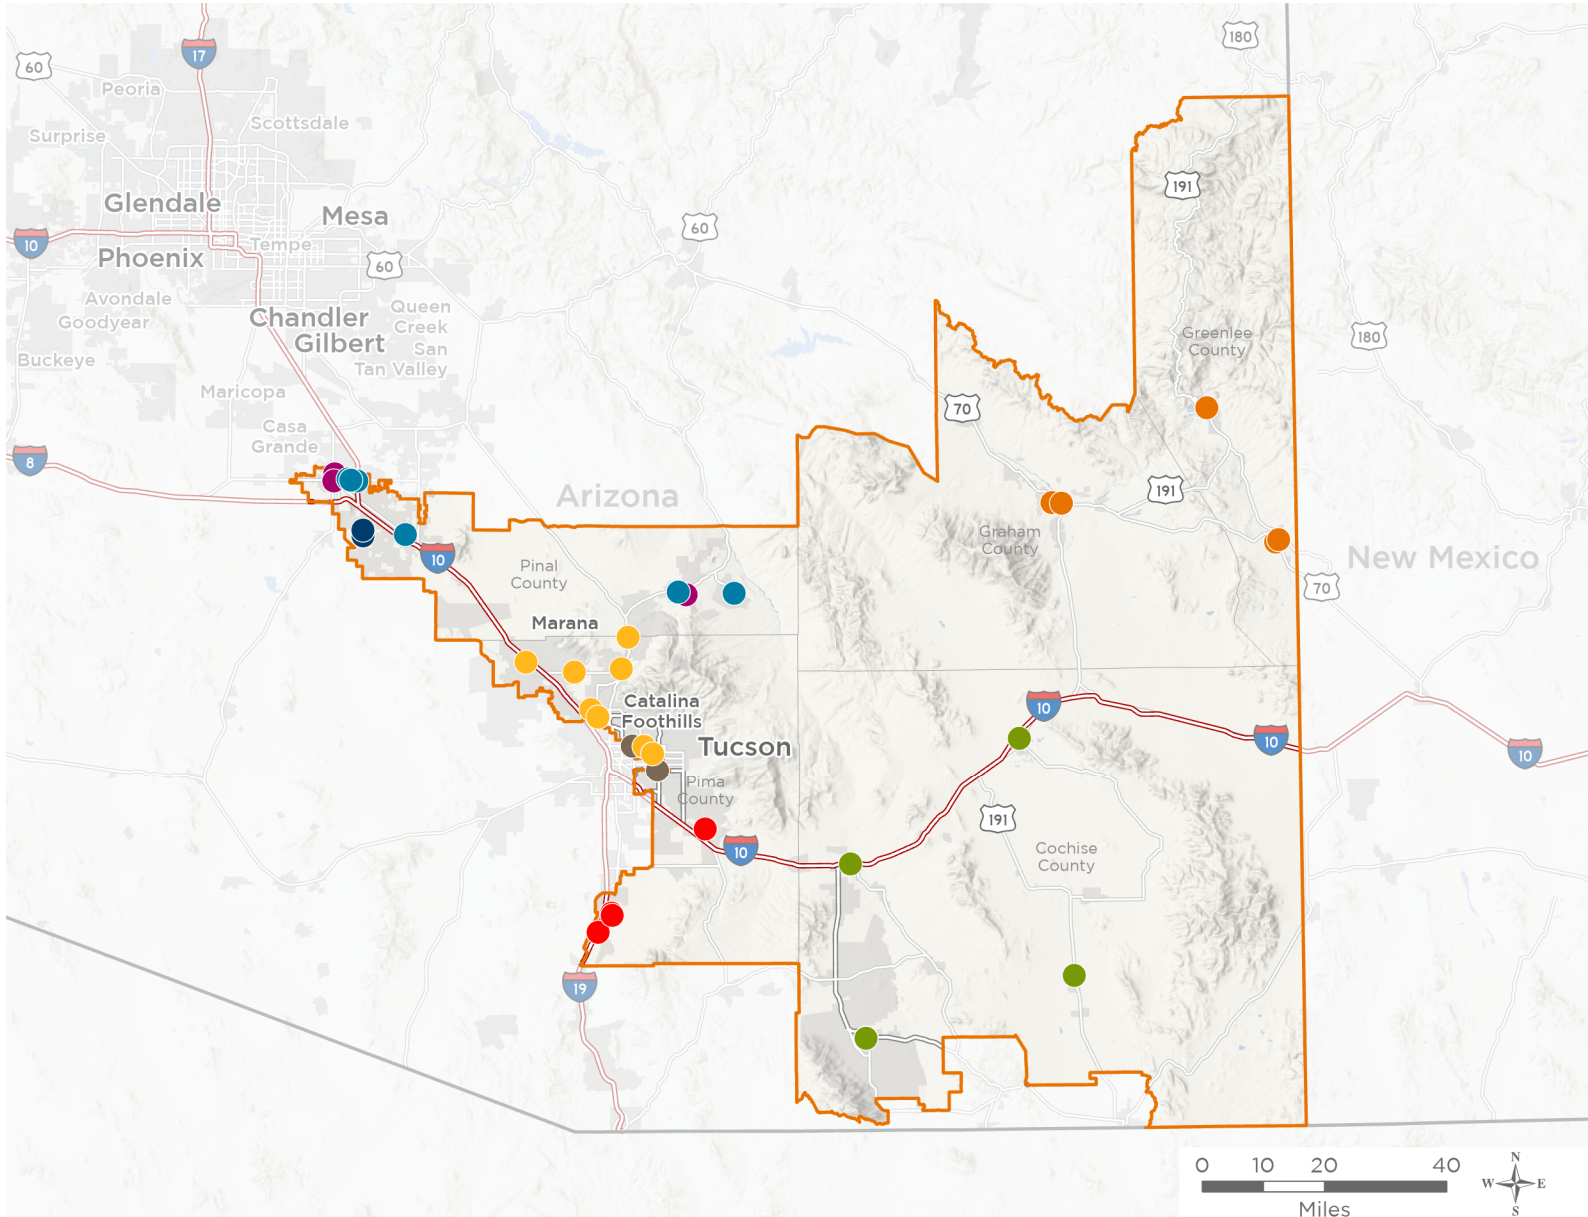 180
17
60
Peoria
Scottsdale
Surprise
191
Glendale
Mesa
60
10
Tempe
Phoenix
60
Avondale
Queen
Creek
Goodyear
Chandler
Gilbert
San
Tan Valley
Buckeye
Greenlee
County
180
Maricopa
70
Casa
Grande
8
Arizona
191
Graham
County
10
Pinal
County
New Mexico
70
Marana
Catalina
Foothills
10
Tucson
10
10
Pima
County
191
10
Cochise
County
19
0 10 20 40
Miles
N
W E
S